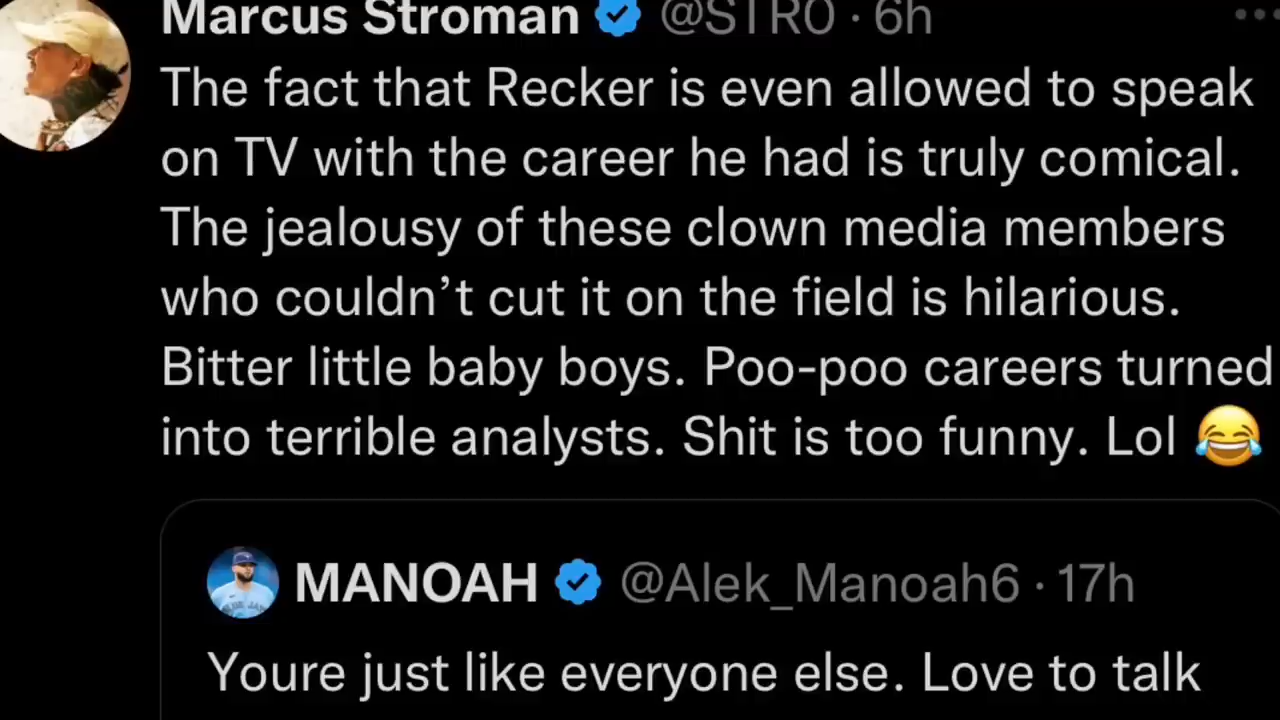 Marcus Stroman @STR0 · 6h
The fact that Recker is even allowed to speak
on TV with the career he had is truly comical.
The jealousy of these clown media members
who couldn’t cut it on the field is hilarious.
Bitter little baby boys. Poo-poo careers turned
into terrible analysts. Shit is too funny. Lol 😂
MANOAH @Alek_Manoah6 · 17h
Youre just like everyone else. Love to talk